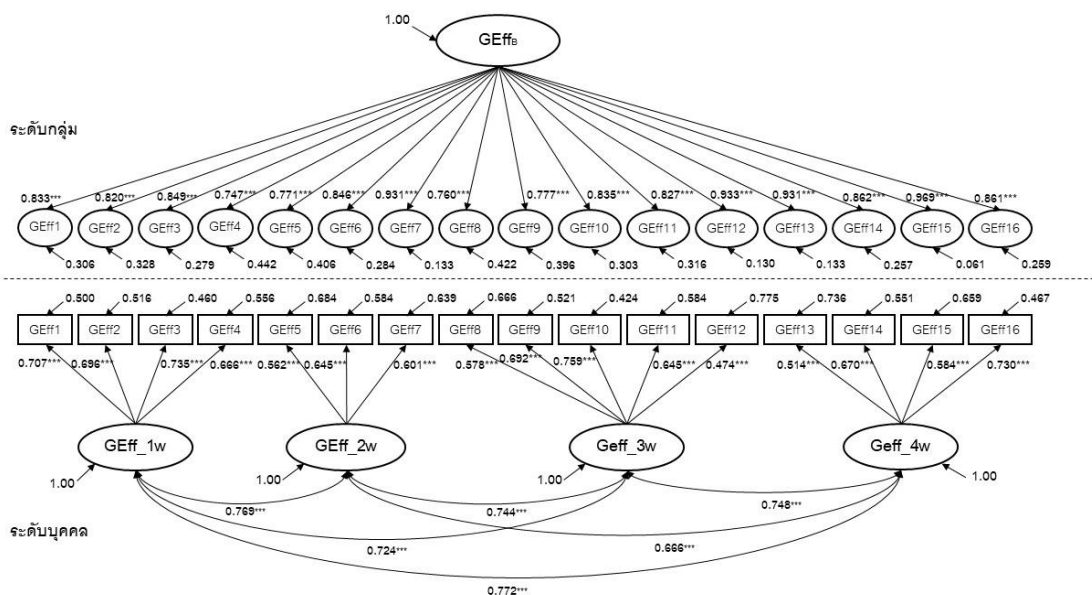 1.00
GEffB
ระดับกลุ่ม
0.833*** 0.820*** 0.849*** 0.747*** 0.771*** 0.846*** 0.931*** 0.760*** 0.777*** 0.835*** 0.827*** 0.933*** 0.931*** 0.862*** 0.969*** 0.861***
GEff1 GEff2 GEff3 GEff4 GEff5 GEff6 GEff7 GEff8 GEff9 GEff10 GEff11 GEff12 GEff13 GEff14 GEff15 GEff16
0.306 0.328 0.279 0.442 0.406 0.284 0.133 0.422 0.396 0.303 0.316 0.130 0.133 0.257 0.061 0.259
0.500 0.516 0.460 0.556 0.684 0.584 0.639 0.666 0.521 0.424 0.584 0.775 0.736 0.551 0.659 0.467
GEff1 GEff2 GEff3 GEff4 GEff5 GEff6 GEff7 GEff8 GEff9 GEff10 GEff11 GEff12 GEff13 GEff14 GEff15 GEff16
0.707*** 0.696*** 0.735*** 0.666*** 0.562*** 0.645*** 0.601*** 0.578*** 0.692*** 0.759*** 0.645*** 0.474*** 0.514*** 0.670*** 0.584*** 0.730***
GEff_1w GEff_2w Geff_3w Geff_4w
1.00 1.00 1.00 1.00
0.769*** 0.744*** 0.748***
ระดับบุคคล
0.724*** 0.666***
0.772***